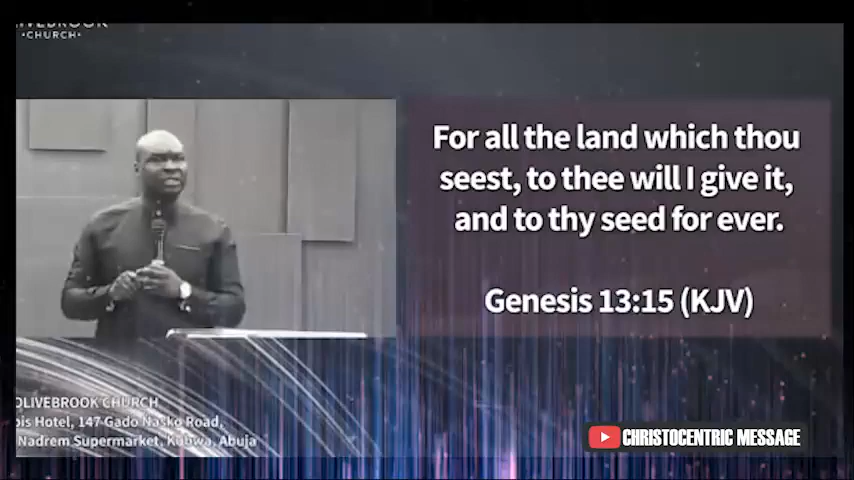 •CHURCH•
For all the land which thou
seest, to thee will I give it,
and to thy seed for ever.
Genesis 13:15 (KJV)
OLIVEBROOK CHURCH
Hotel, 147 Gado Nasko Road,
Nadrem Supermarket, Kubwa, Abuja
CHRISTOCENTRIC MESSAGE